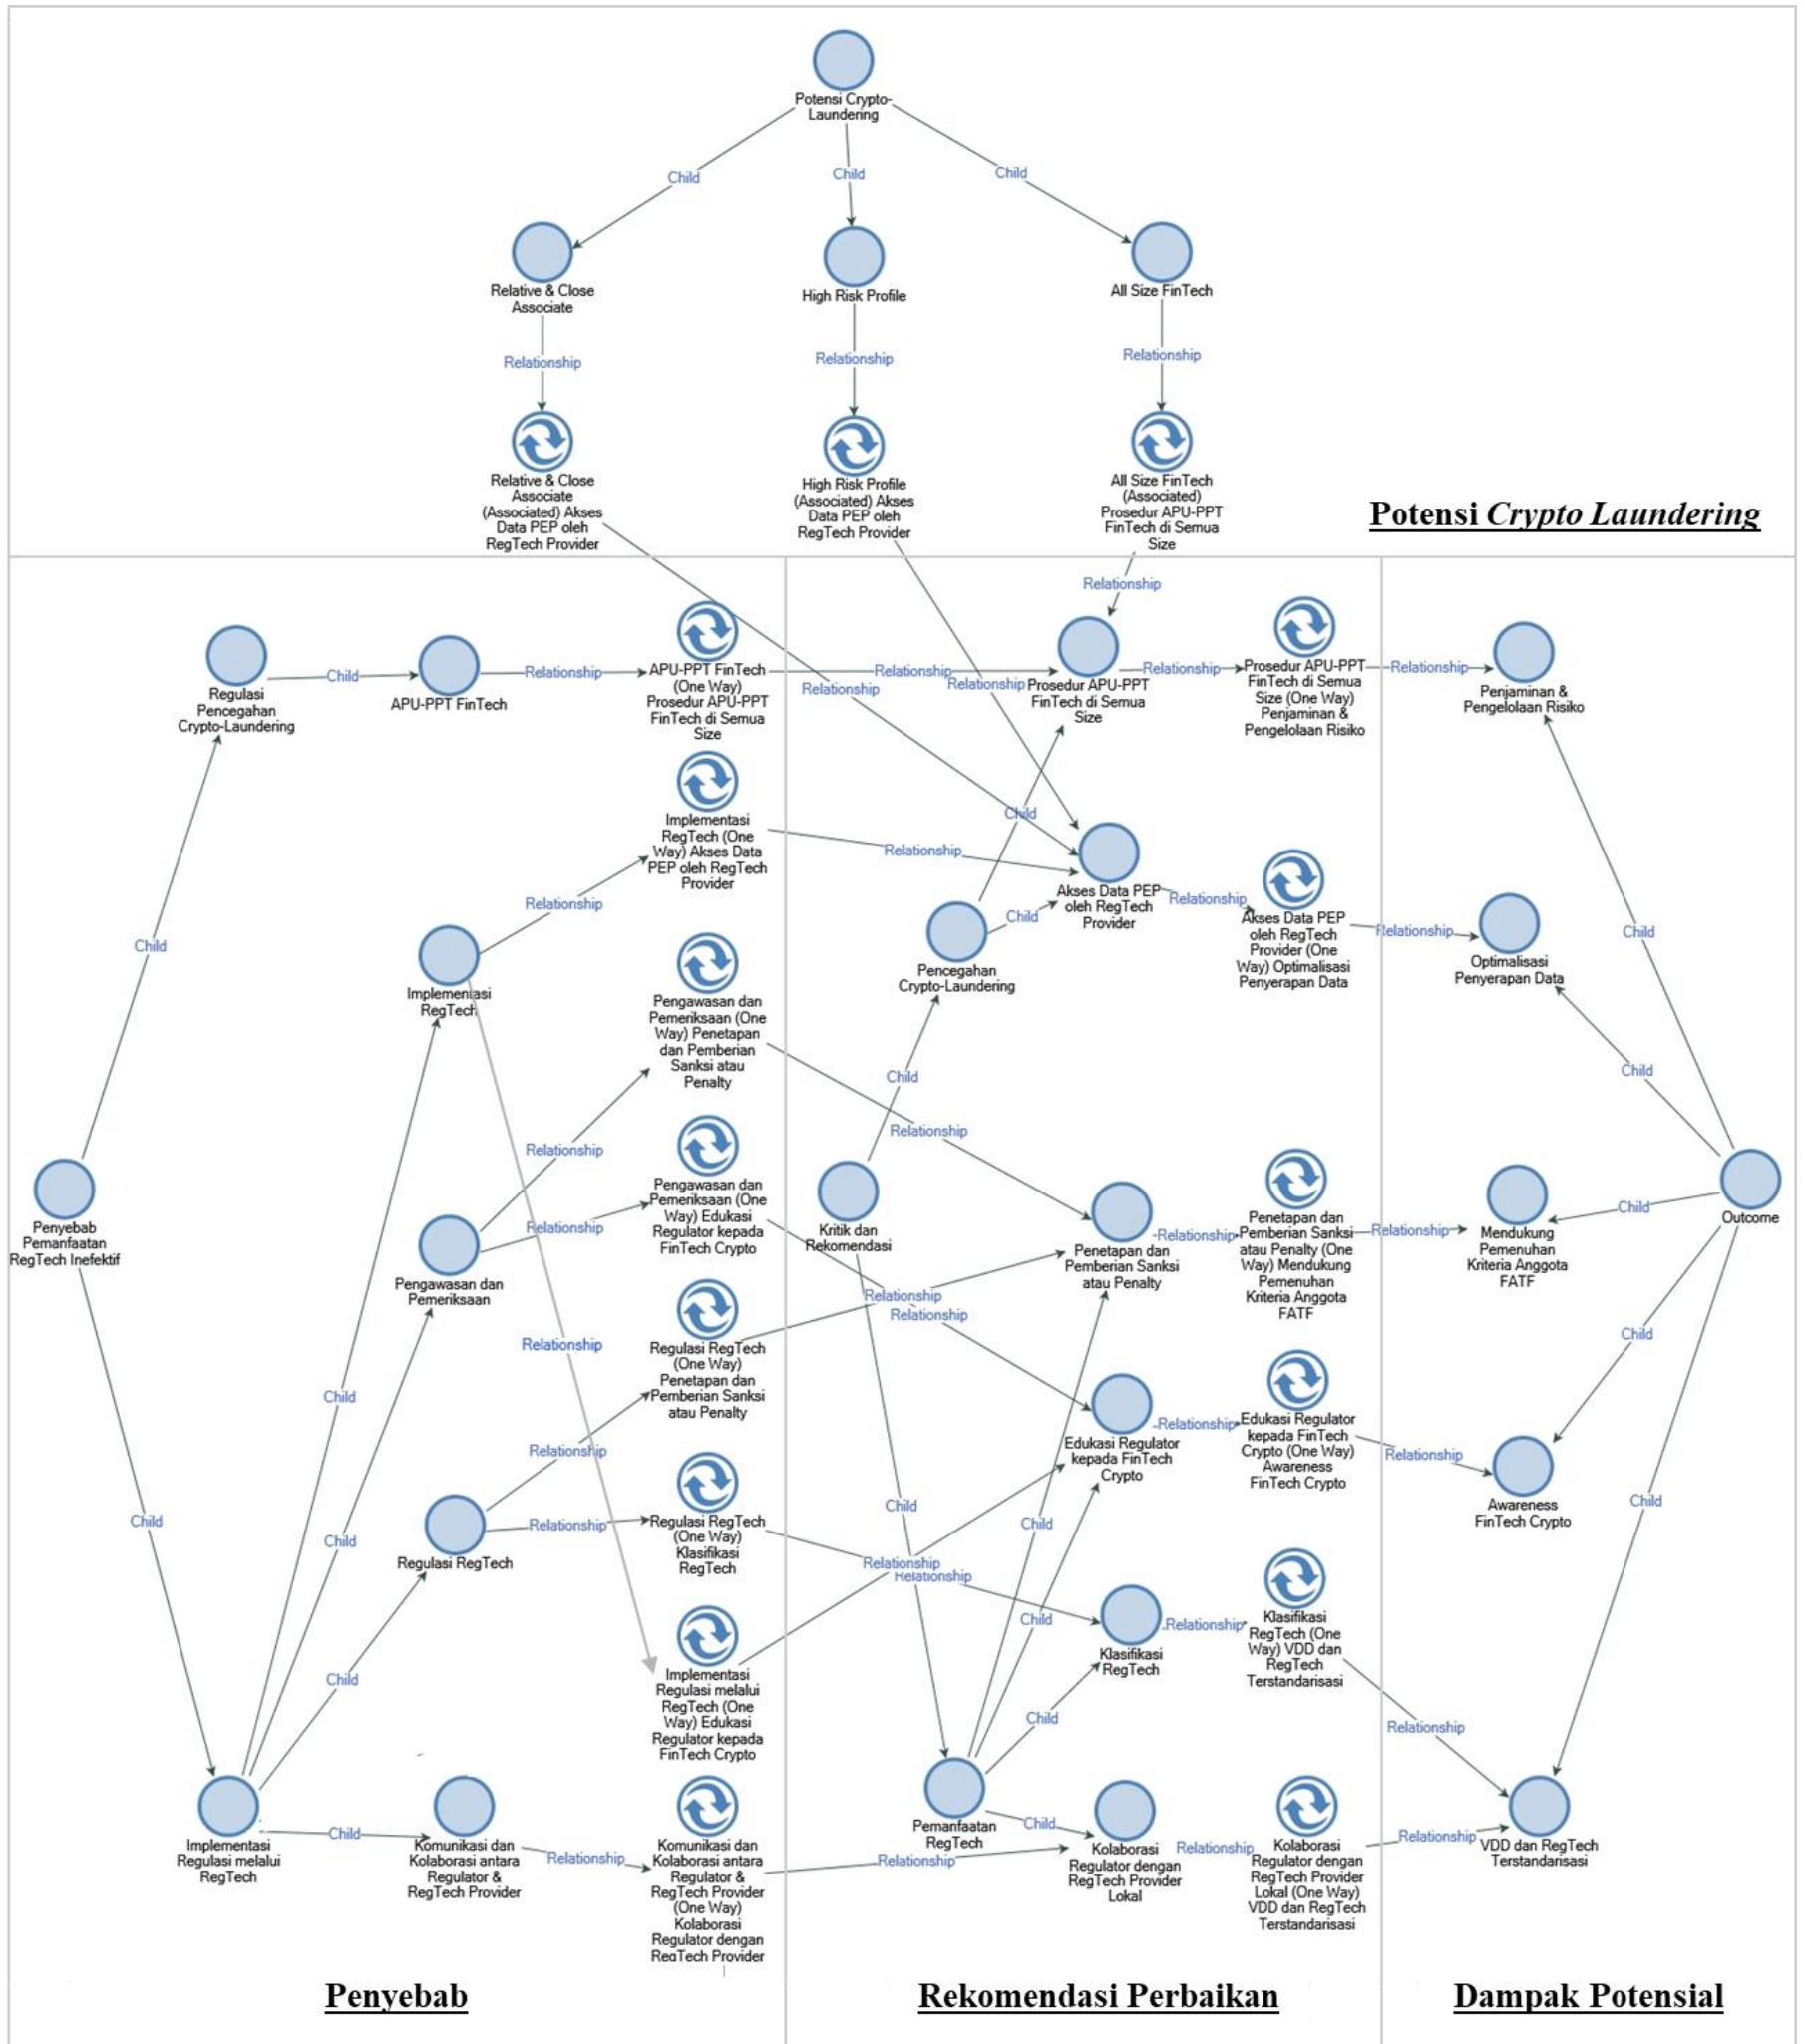 Potensi Crypto-
Laundering
Child
Child
Child
Relative & Close
Associate
High Risk Profile
All Size FinTech
Relationship
Relationship
Relationship
Relative & Close
Associate
(Associated) Akses
Data PEP oleh
RegTech Provider
High Risk Profile
(Associated) Akses
Data PEP oleh
RegTech Provider
All Size FinTech
(Associated)
Prosedur APU-PPT
FinTech di Semua
Size
Potensi Crypto Laundering
Relationship
Relationship
Relationship
Regulasi
Pencegahan
Crypto-Laundering
Child
APU-PPT FinTech
Relationship
APU-PPT FinTech
(One Way)
Prosedur APU-PPT
FinTech di Semua
Size
Relationship
Implementasi
RegTech (One
Way) Akses Data
PEP oleh RegTech
Provider
Relationship
Child
Implementasi
RegTech
Relationship
Pengawasan dan
Pemeriksaan (One
Way) Penetapan
dan Pemberian
Sanksi atau
Penalty
Relationship
Relationship
Pengawasan dan
Pemeriksaan (One
Way) Edukasi
Regulator kepada
FinTech Crypto
Relationship
Penyebab
Pemanfaatan
RegTech Inefektif
Pengawasan dan
Pemeriksaan
Relationship
Relationship
Regulasi RegTech
(One Way)
Penetapan dan
Pemberian Sanksi
atau Penalty
Relationship
Child
Relationship
Child
Child
Regulasi RegTech
Relationship
Regulasi RegTech
(One Way)
Klasifikasi
RegTech
Relationship
Child
Implementasi
Regulasi melalui
RegTech (One
Way) Edukasi
Regulator kepada
FinTech Crypto
Relationship
Implementasi
Regulasi melalui
RegTech
Child
Komunikasi dan
Kolaborasi antara
Regulator &
RegTech Provider
Relationship
Komunikasi dan
Kolaborasi antara
Regulator &
RegTech Provider
(One Way)
Kolaborasi
Regulator dengan
RegTech Provider
Relationship
Penyebab
Prosedur APU-PPT
FinTech di Semua
Size
Relationship
Prosedur APU-PPT
FinTech di Semua
Size (One Way)
Penjaminan &
Pengelolaan Risiko
Child
Akses Data PEP
oleh RegTech
Provider
Relationship
Akses Data PEP
oleh RegTech
Provider (One
Way) Optimalisasi
Penyerapan Data
Child
Pencegahan
Crypto-Laundering
Child
Kritik dan
Rekomendasi
Penetapan dan
Pemberian Sanksi
atau Penalty
Relationship
Penetapan dan
Pemberian Sanksi
atau Penalty (One
Way) Mendukung
Pemenuhan
Kriteria Anggota
FATF
Edukasi Regulator
kepada FinTech
Crypto
Relationship
Edukasi Regulator
kepada FinTech
Crypto (One Way)
Awareness
FinTech Crypto
Child
Child
Child
Klasifikasi
RegTech
Relationship
Klasifikasi
RegTech (One
Way) VDD dan
RegTech
Terstandarisasi
Child
Pemanfaatan
RegTech
Child
Kolaborasi
Regulator dengan
RegTech Provider
Lokal
Relationship
Kolaborasi
Regulator dengan
RegTech Provider
Lokal (One Way)
VDD dan RegTech
Terstandarisasi
Rekomendasi Perbaikan
Relationship
Penjaminan &
Pengelolaan Risiko
Child
Relationship
Optimalisasi
Penyerapan Data
Child
Relationship
Mendukung
Pemenuhan
Kriteria Anggota
FATF
Child
Outcome
Child
Relationship
Awareness
FinTech Crypto
Child
Relationship
Relationship
VDD dan RegTech
Terstandarisasi
Dampak Potensial